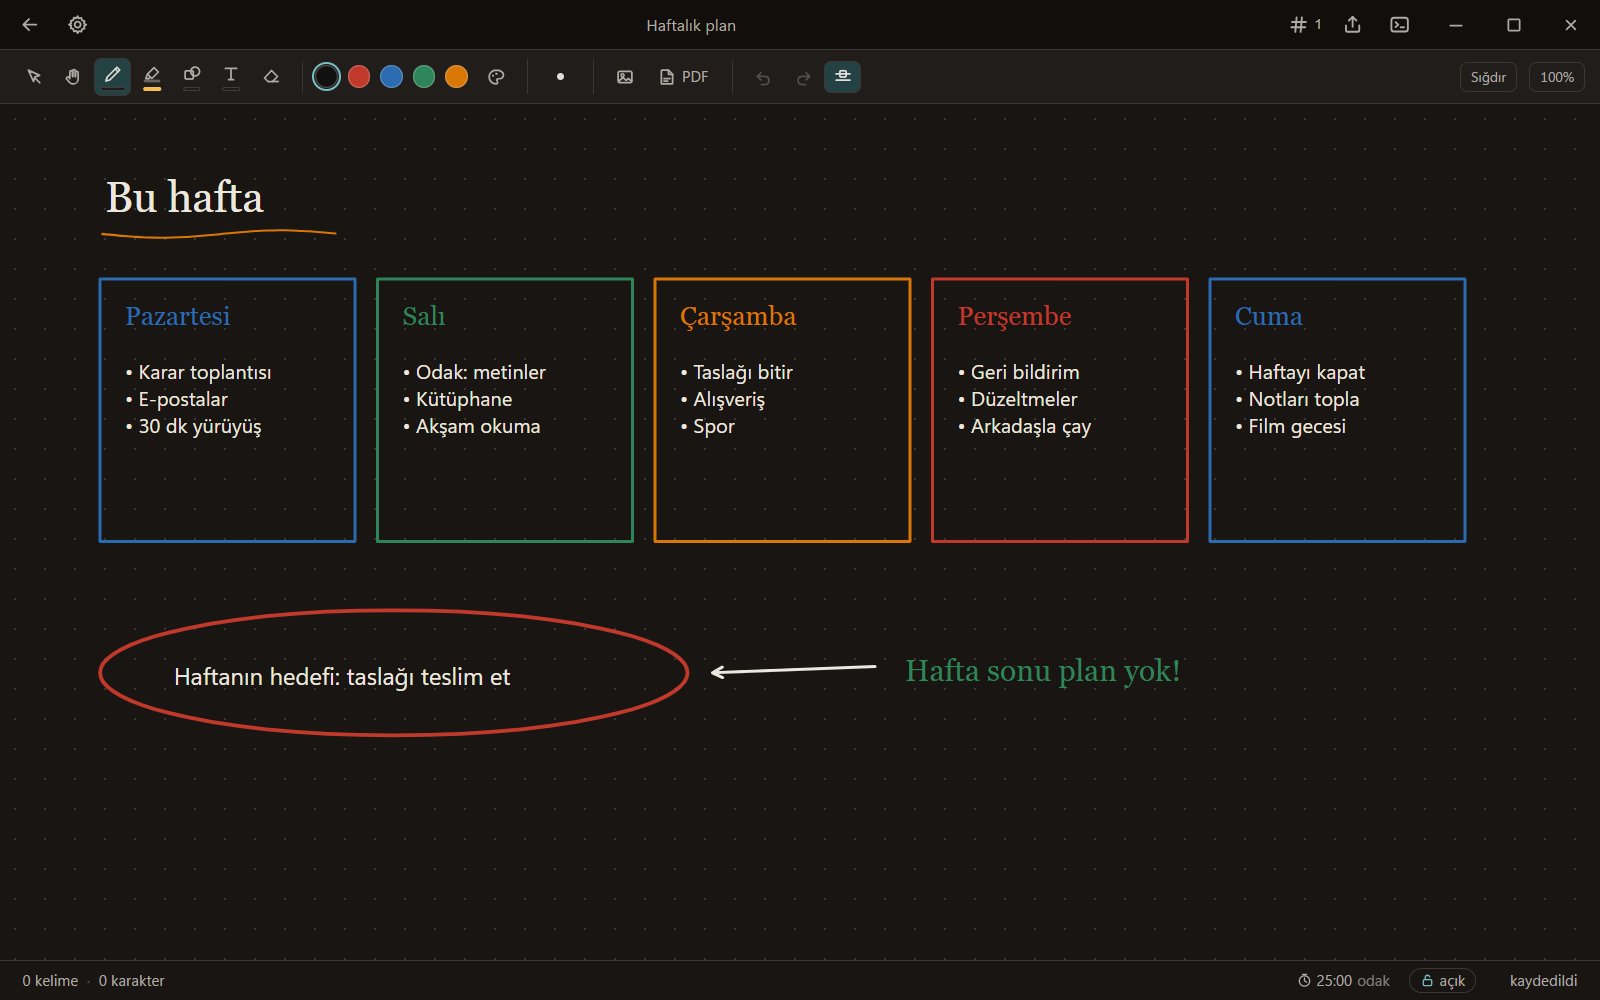 Haftalık plan
1
PDF
Sığdır
100%
Bu hafta
Pazartesi
• Karar toplantısı
• E-postalar
• 30 dk yürüyüş
Salı
• Odak: metinler
• Kütüphane
• Akşam okuma
Çarşamba
• Taslağı bitir
• Alışveriş
• Spor
Perşembe
• Geri bildirim
• Düzeltmeler
• Arkadaşla çay
Cuma
• Haftayı kapat
• Notları topla
• Film gecesi
Haftanın hedefi: taslağı teslim et
Hafta sonu plan yok!
0 kelime · 0 karakter
25:00 odak
açık
kaydedildi